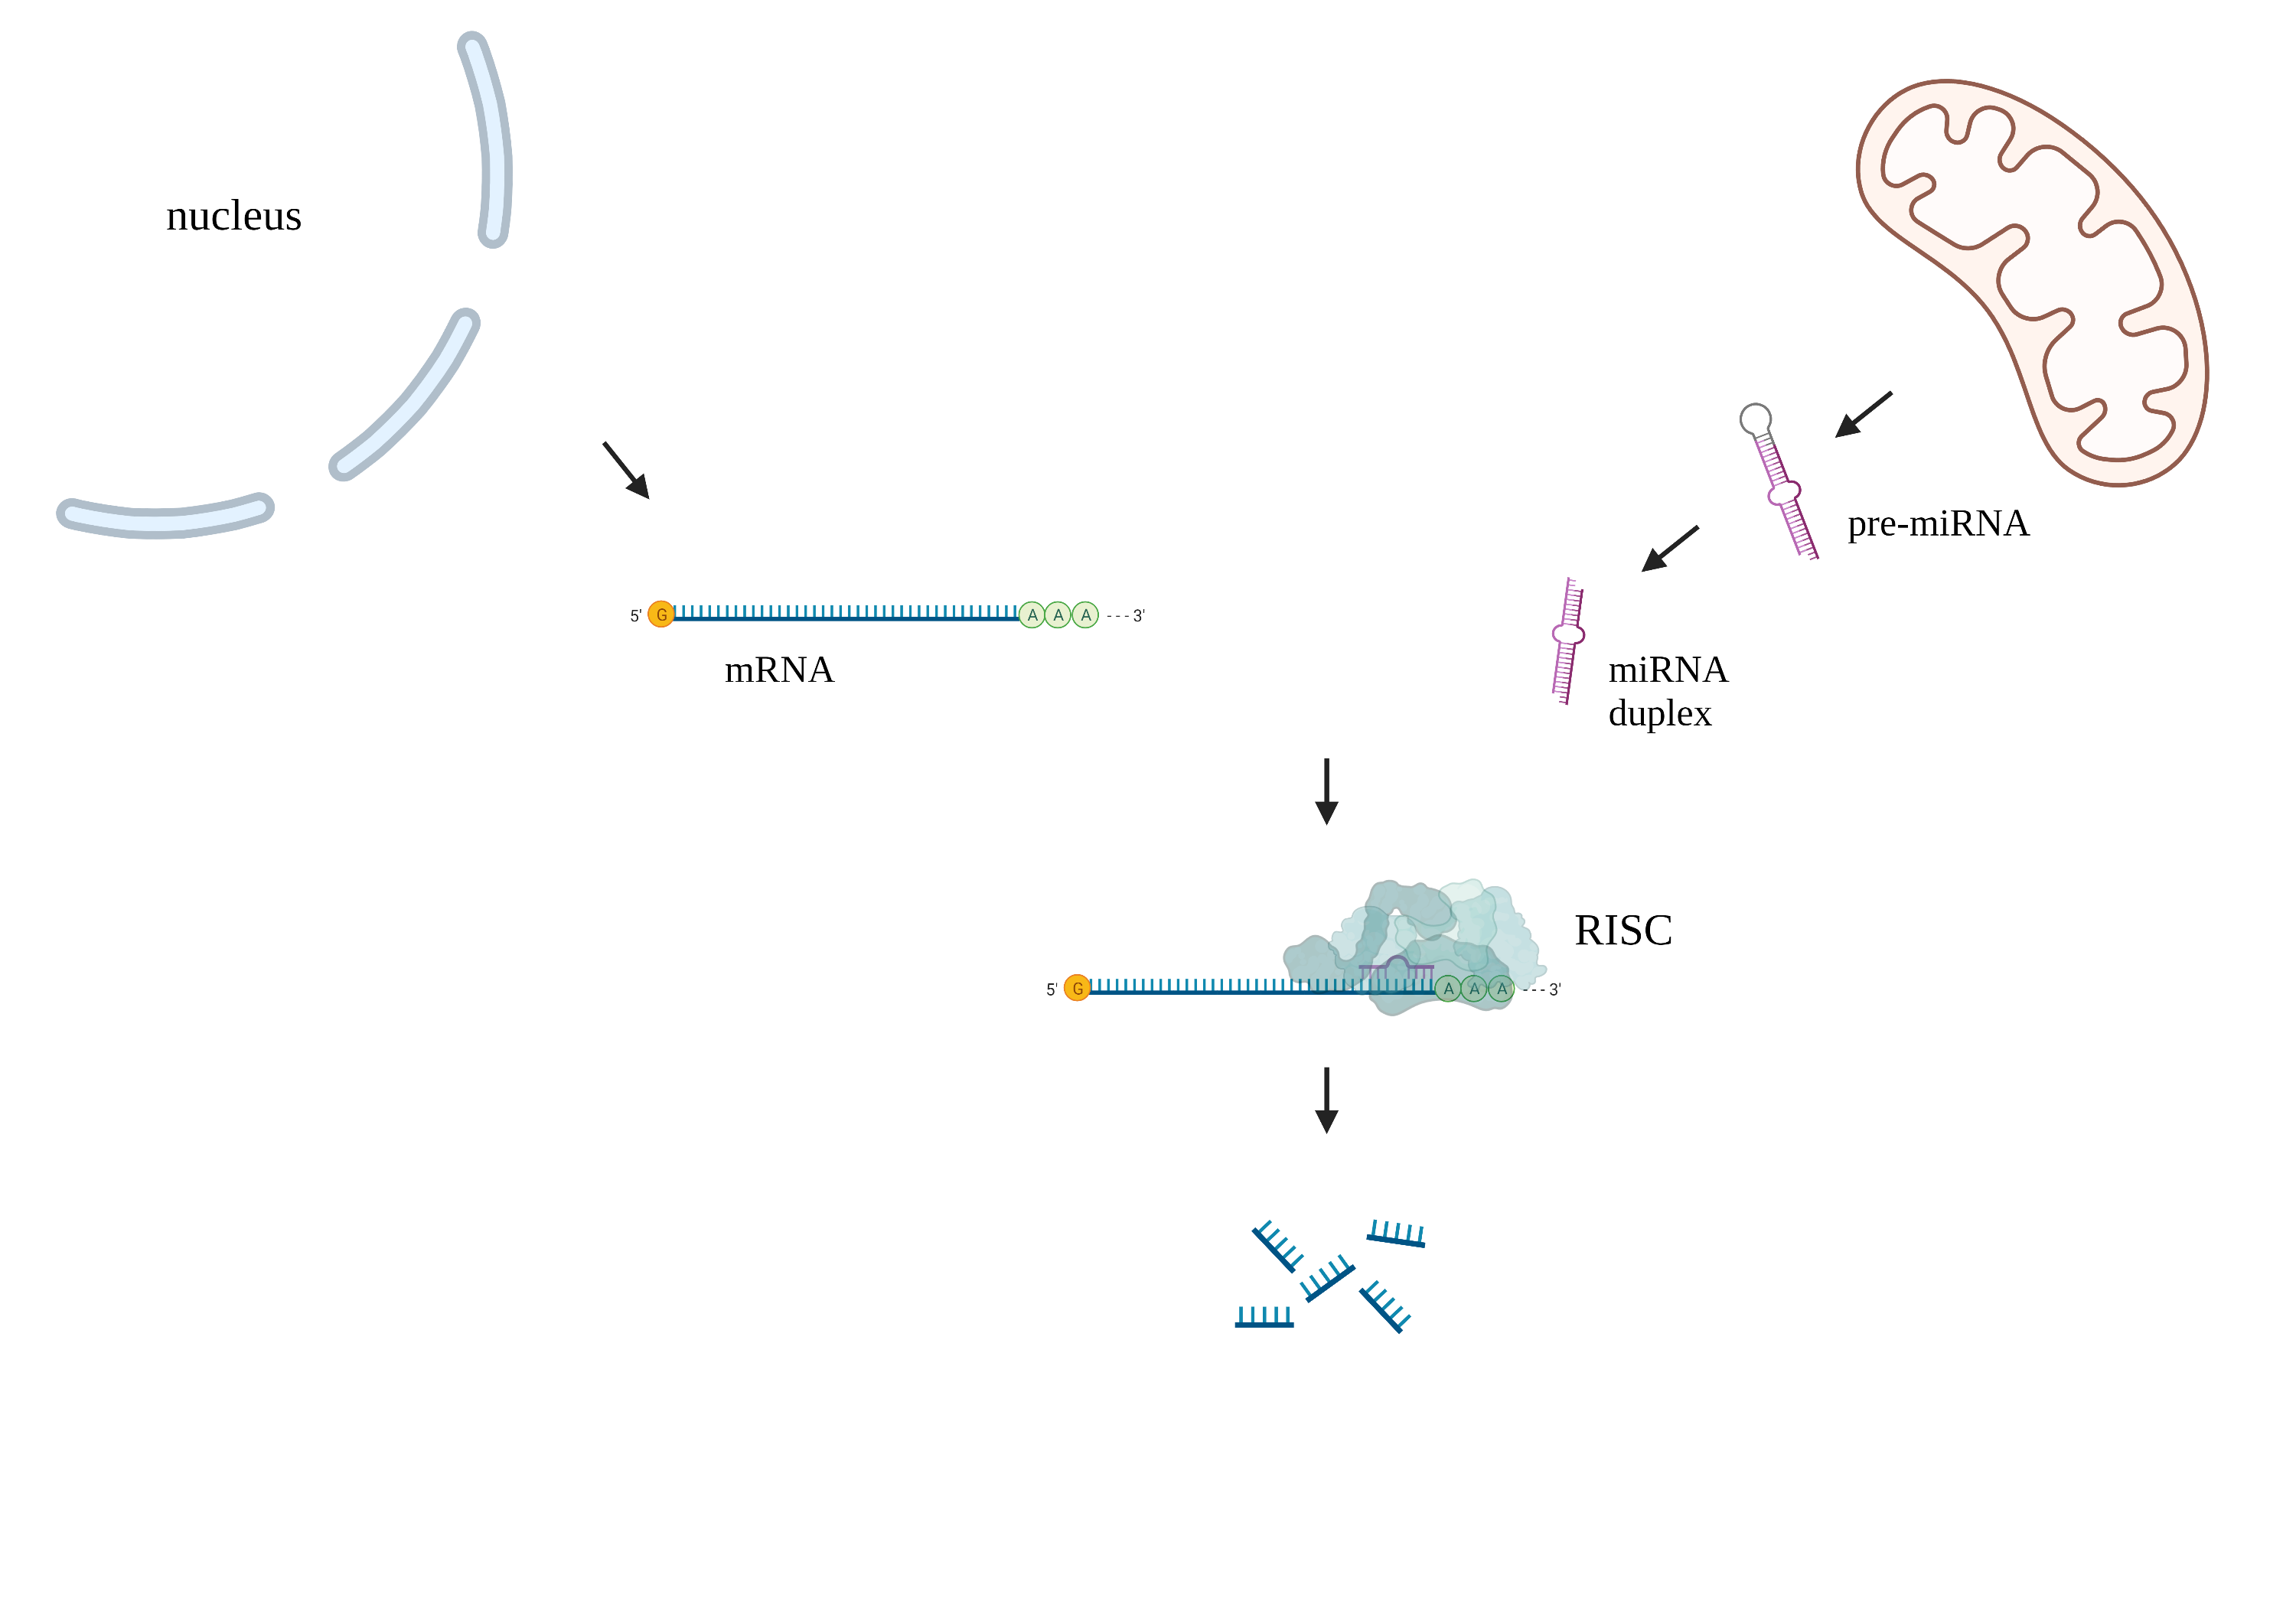 nucleus
pre-miRNA
5' G A A A ---3'
mRNA
miRNA
duplex
RISC
5' G A A A ---3'